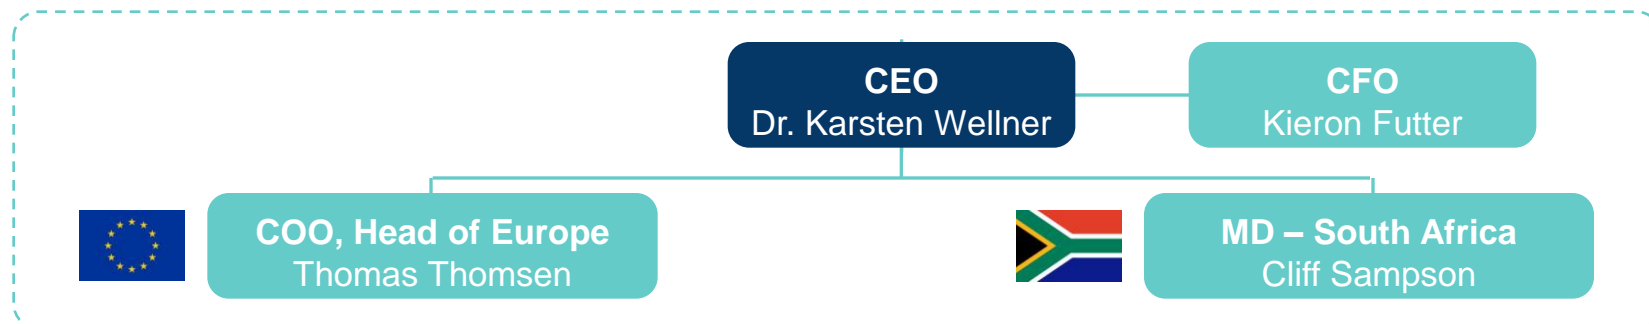 CEO
Dr. Karsten Wellner
CFO
Kieron Futter
COO, Head of Europe
Thomas Thomsen
MD – South Africa
Cliff Sampson